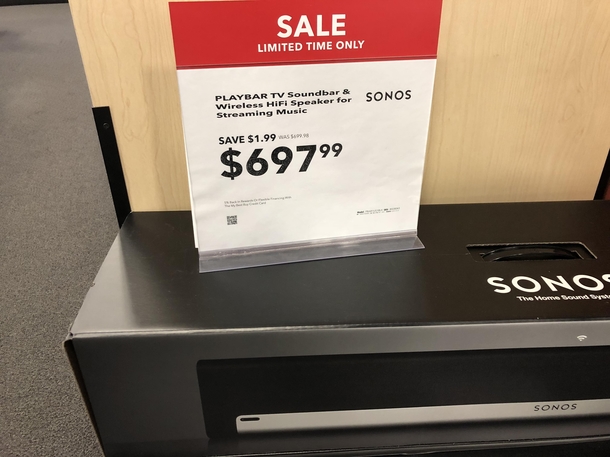 SALE
LIMITED TIME ONLY
PLAYBAR TV Soundbar &
Wireless HiFi Speaker for
Streaming Music
SONOS
SAVE $1.99 WAS $699.98
$697.99
SONOS
The Home Sound
SONOS